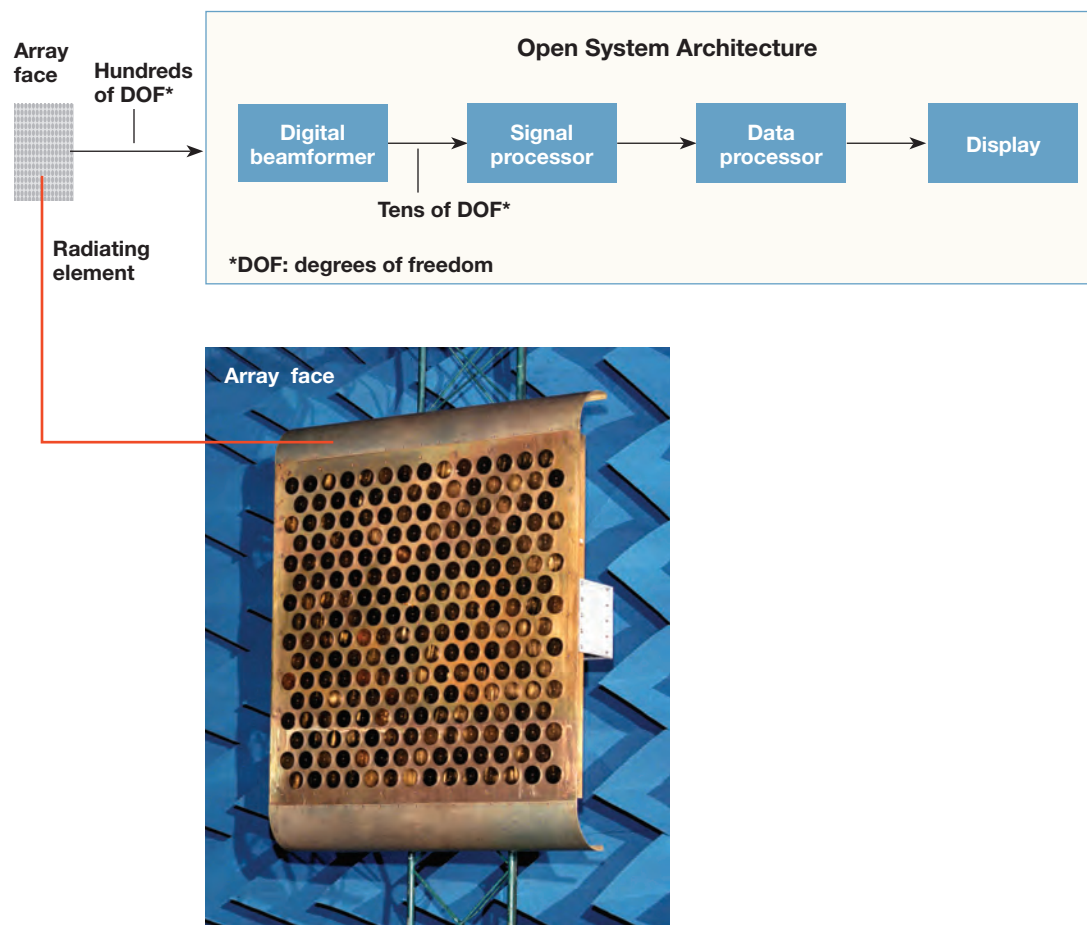 Open System Architecture
Array
face
Hundreds
of DOF*
Digital
beamformer
Signal
processor
Data
processor
Display
Tens of DOF*
Radiating
element
*DOF: degrees of freedom
Array face